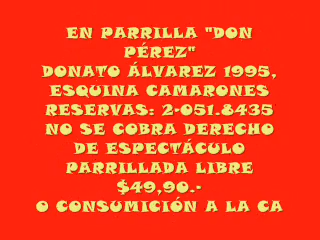 EN PARRILLA "DON
PÉREZ"
DONATO ÁLVAREZ 1995,
ESQUINA CAMARONES
RESERVAS: 2-051.8435
NO SE COBRA DERECHO
DE ESPECTÁCULO
PARRILLADA LIBRE
$49,90.-
O CONSUMICIÓN A LA CA